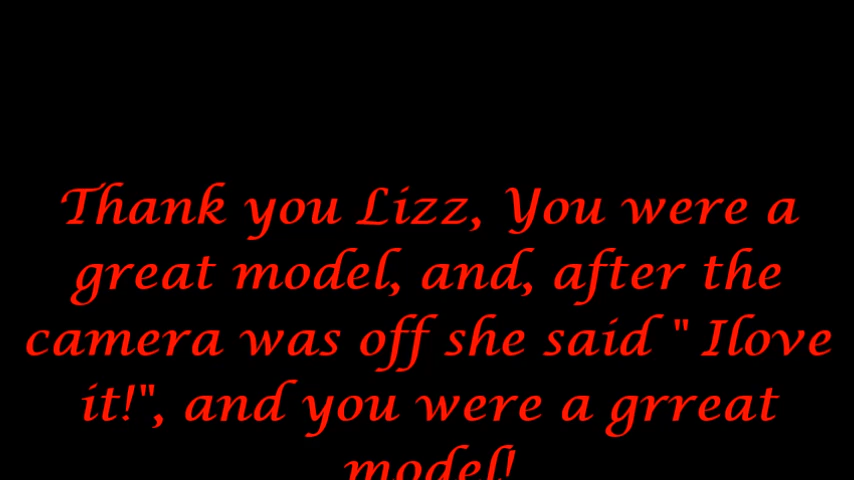 Thank you Lizz, You were a
great model, and, after the
camera was off she said " Ilove
it!", and you were a grreat
model!